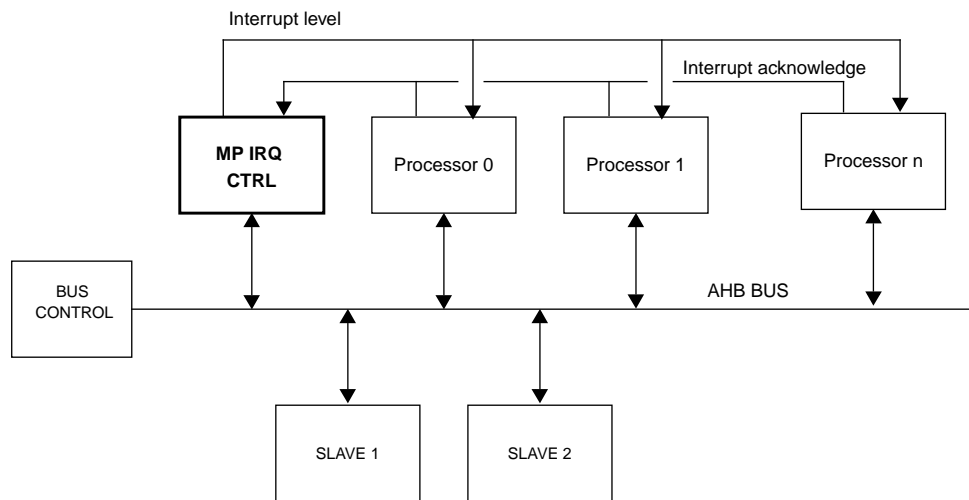 Interrupt level
Interrupt acknowledge
MP IRQ
CTRL
Processor 0
Processor 1
Processor n
BUS
CONTROL
AHB BUS
SLAVE 1
SLAVE 2